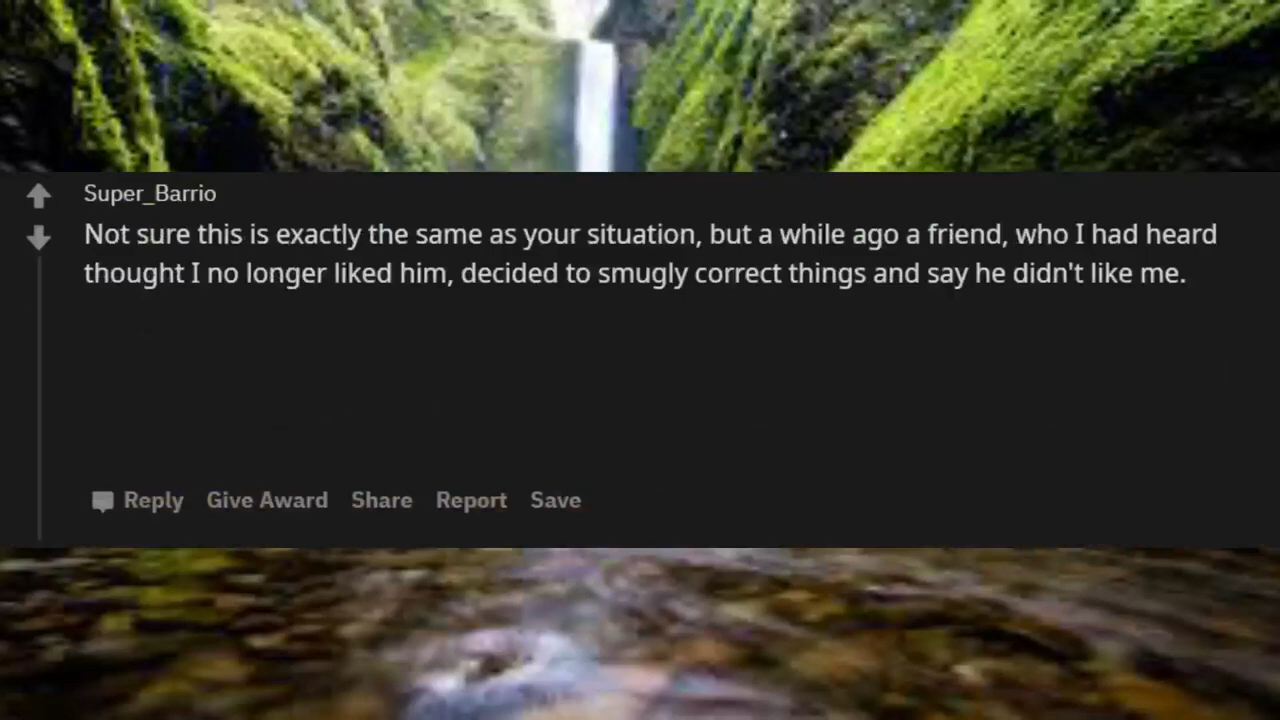 Super_Barrio
Not sure this is exactly the same as your situation, but a while ago a friend, who I had heard
thought I no longer liked him, decided to smugly correct things and say he didn't like me.
Reply Give Award Share Report Save